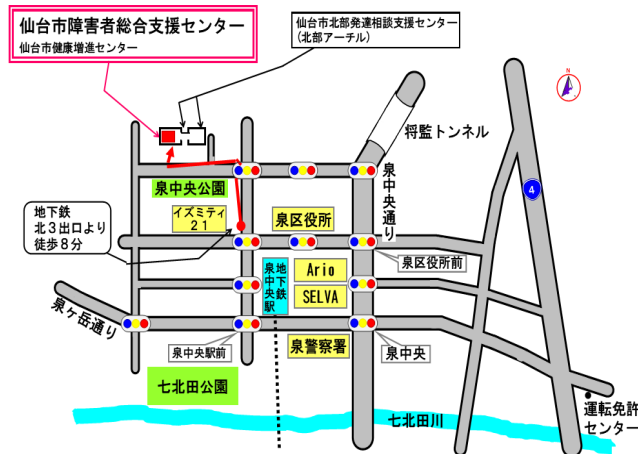 仙台市障害者総合支援センター
仙台市健康増進センター
仙台市北部発達相談支援センター
(北部アーチル)
N
将監トンネル
泉中央通り
4
泉中央公園
地下鉄
北3出口より
徒歩8分
イズミティ
21
泉区役所
泉区役所前
地下鉄
泉中央駅
Ario
SELVA
泉ヶ岳通り
泉中央駅前
泉警察署
泉中央
七北田公園
七北田川
運転免許
センター